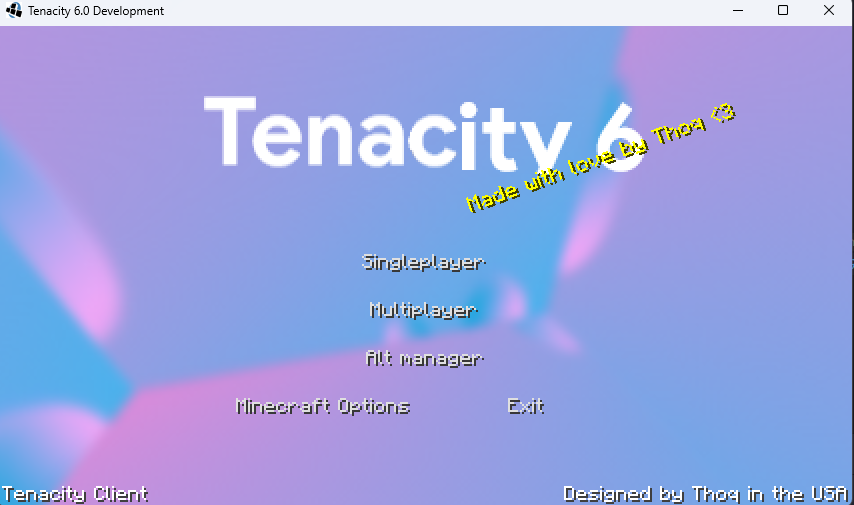 Tenacity 6.0 Development
Tenacity 6
Made with love by Thoq <3
Singleplayer
Multiplayer
Alt manager
Minecraft Options
Exit
Tenacity Client
Designed by Thoq in the USA